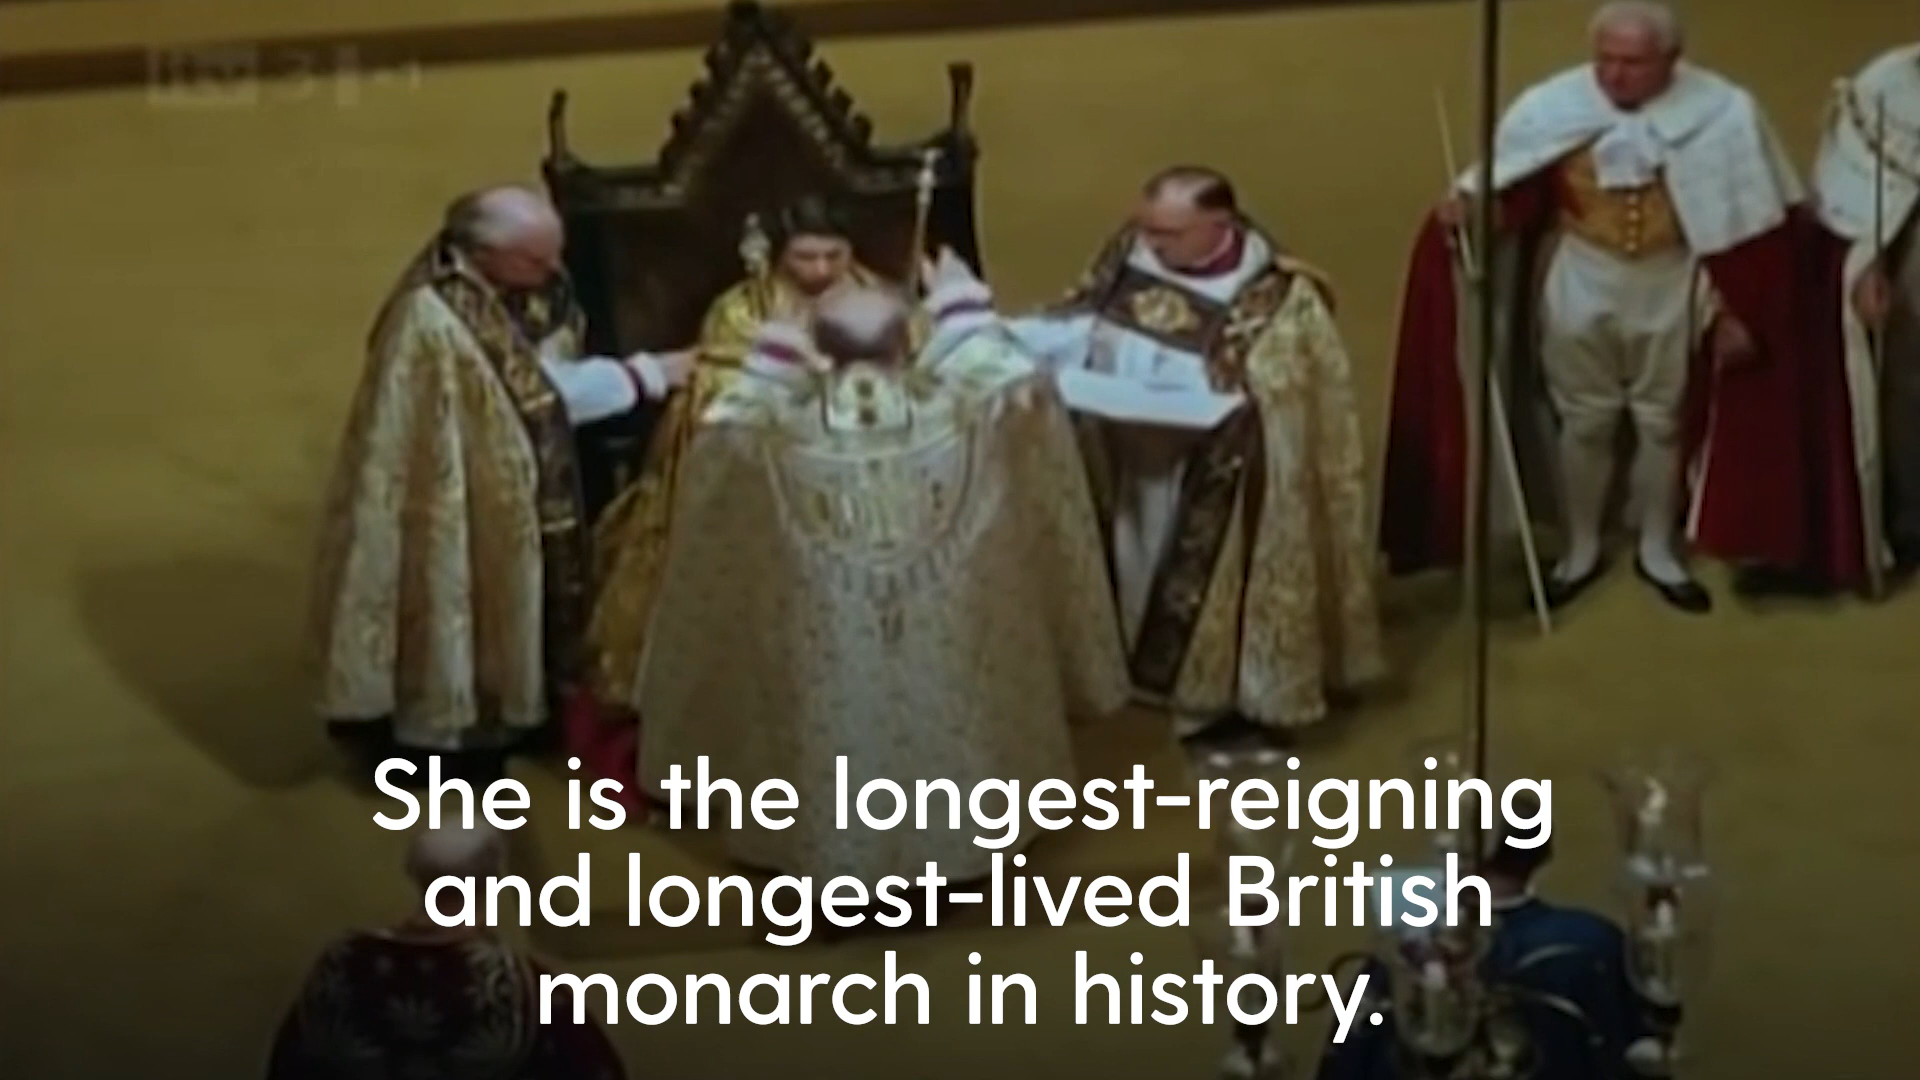 She is the longest-reigning
and longest-lived British
monarch in history.